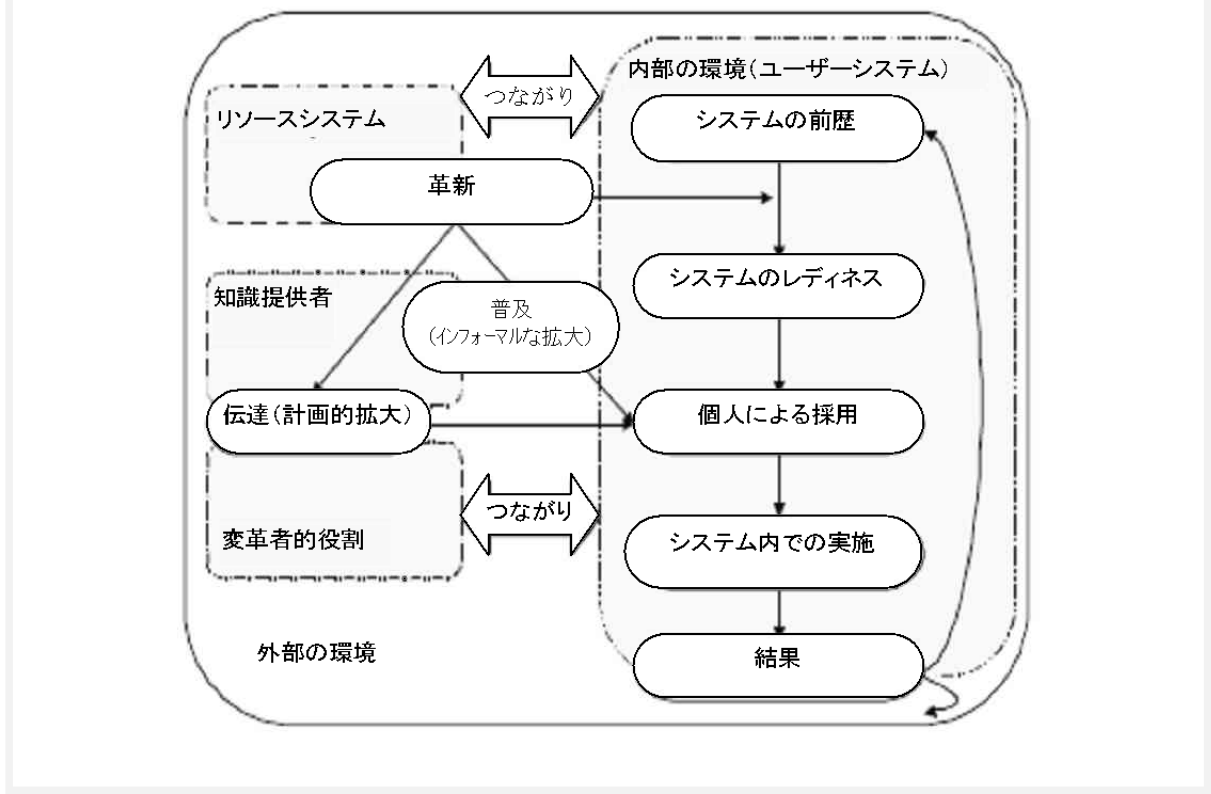 つながり
内部の環境(ユーザーシステム)
リソースシステム
システムの前歴
革新
システムのレディネス
知識提供者
普及
(インフォーマルな拡大)
伝達(計画的拡大)
個人による採用
つながり
変革者的役割
システム内での実施
外部の環境
結果